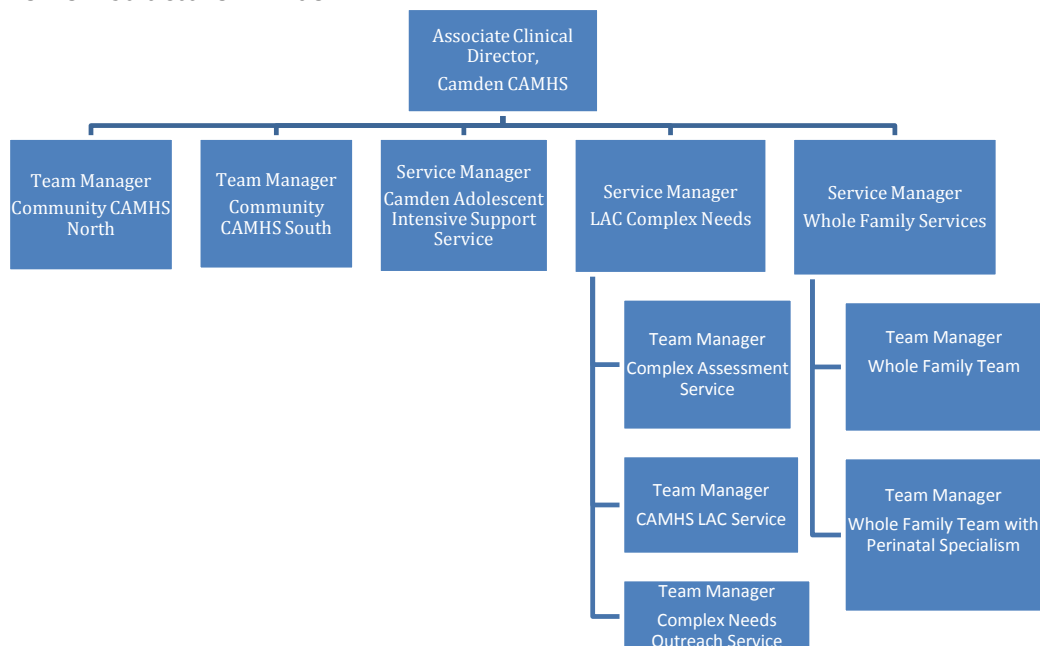 Associate Clinical
Director,
Camden CAMHS
Team Manager
Community CAMHS
North
Team Manager
Community
CAMHS South
Service Manager
Camden Adolescent
Intensive Support
Service
Service Manager
LAC Complex Needs
Service Manager
Whole Family Services
Team Manager
Complex Assessment
Service
Team Manager
CAMHS LAC Service
Team Manager
Complex Needs
Outreach Service
Team Manager
Whole Family Team
Team Manager
Whole Family Team with
Perinatal Specialism